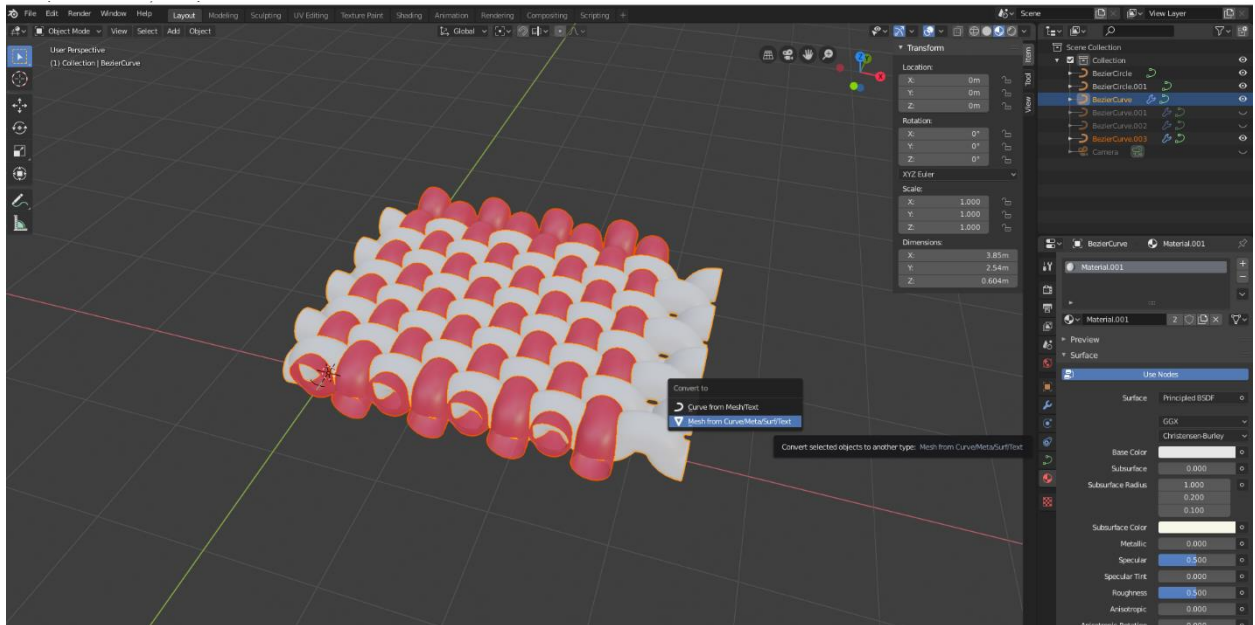 File Edit Render Window Help Layout Modeling Sculpting UV Editing Texture Paint Shading Animation Rendering Compositing Scripting + Scene View Layer
Object Mode View Select Add Object Global
User Perspective
(1) Collection | BezierCurve
Transform
Location:
X: 0m
Y: 0m
Z: 0m
Rotation:
X: 0°
Y: 0°
Z: 0°
XYZ Euler
Scale:
X: 1.000
Y: 1.000
Z: 1.000
Dimensions:
X: 3.85m
Y: 2.54m
Z: 0.604m
Item
Tool
View
X
Convert to
Curve from Mesh/Text
Mesh from Curve/Meta/Surf/Text
Convert selected objects to another type: Mesh from Curve/Meta/Surf/Text
Scene Collection
Collection
BezierCircle
BezierCircle.001
BezierCurve
BezierCurve.001
BezierCurve.002
BezierCurve.003
Camera
BezierCurve Material.001
Material.001
Material.001 2
Preview
Surface
Use Nodes
Surface Principled BSDF
GGX
Christensen-Burley
Base Color
Subsurface 0.000
Subsurface Radius 1.000
0.200
0.100
Subsurface Color
Metallic 0.000
Specular 0.500
Specular Tint 0.000
Roughness 0.500
Anisotropic 0.000
Anisotropic Rotation 0.000